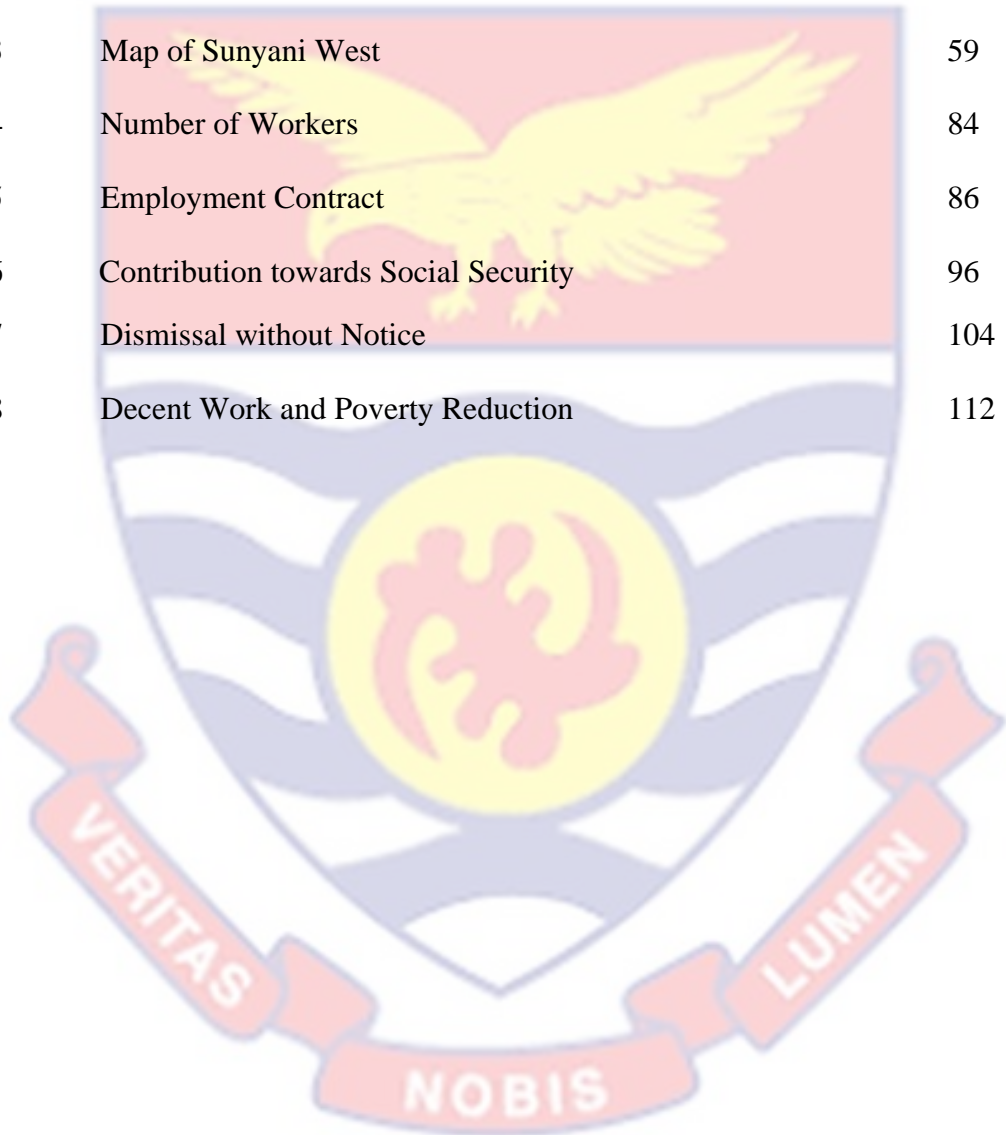 Map of Sunyani West 59
Number of Workers 84
Employment Contract 86
Contribution towards Social Security 96
Dismissal without Notice 104
Decent Work and Poverty Reduction 112
VERITAS NOBIS LUMEN